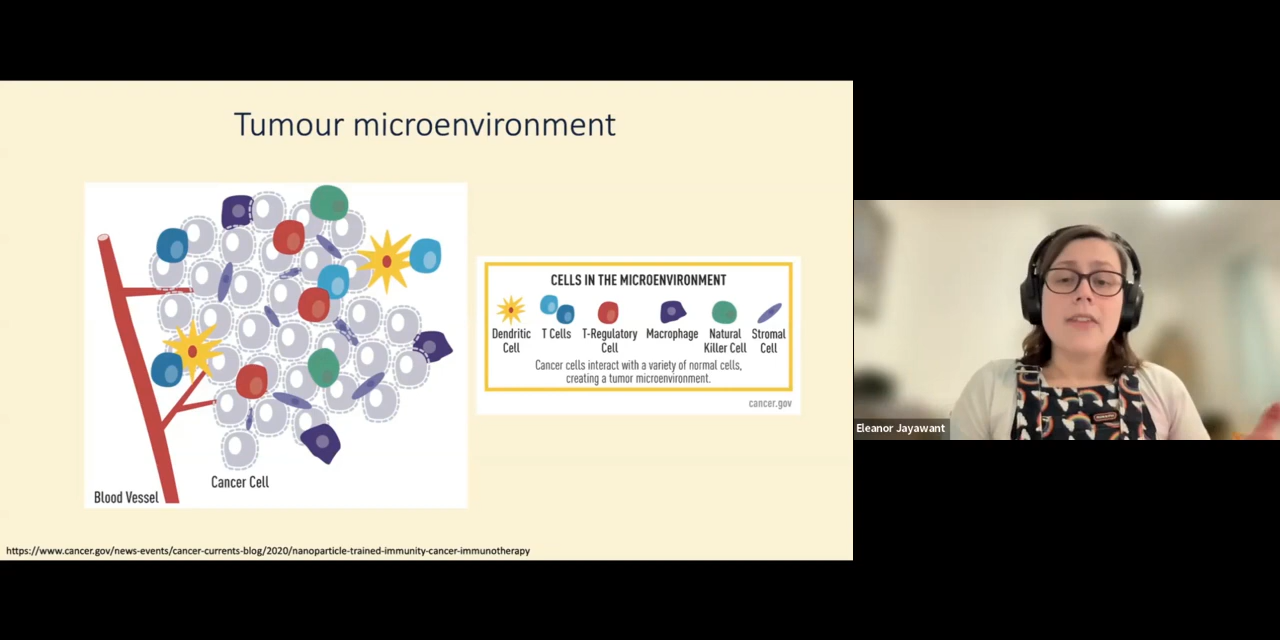 Tumour microenvironment
Blood Vessel
Cancer Cell
CELLS IN THE MICROENVIRONMENT
Dendritic
Cell
T Cells
T-Regulatory
Cell
Macrophage
Natural
Killer Cell
Stromal
Cell
Cancer cells interact with a variety of normal cells,
creating a tumor microenvironment.
cancer.gov
https://www.cancer.gov/news-events/cancer-currents-blog/2020/nanoparticle-trained-immunity-cancer-immunotherapy
Eleanor Jayawant